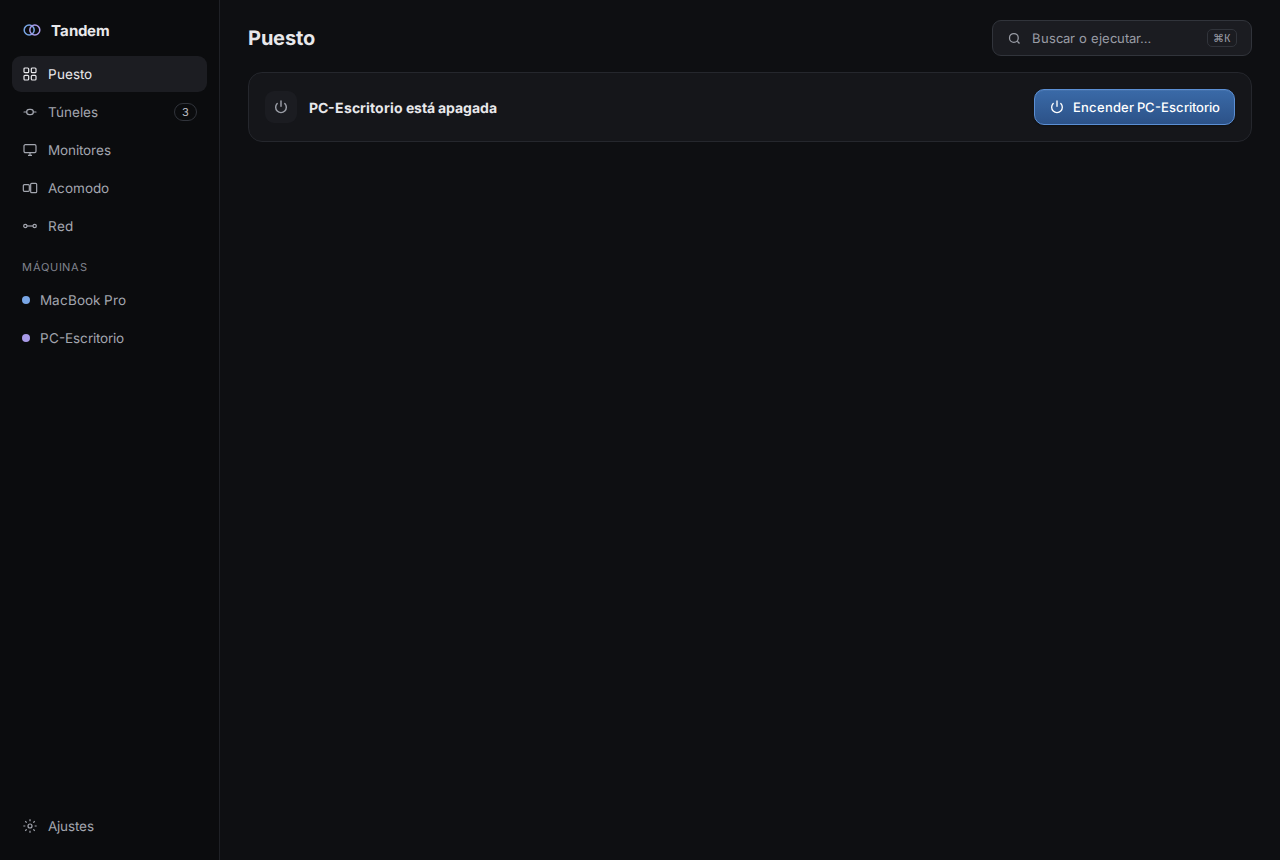 Tandem
Puesto
Túneles 3
Monitores
Acomodo
Red
MÁQUINAS
MacBook Pro
PC-Escritorio
Ajustes
Puesto
Buscar o ejecutar... ⌘K
PC-Escritorio está apagada
Encender PC-Escritorio